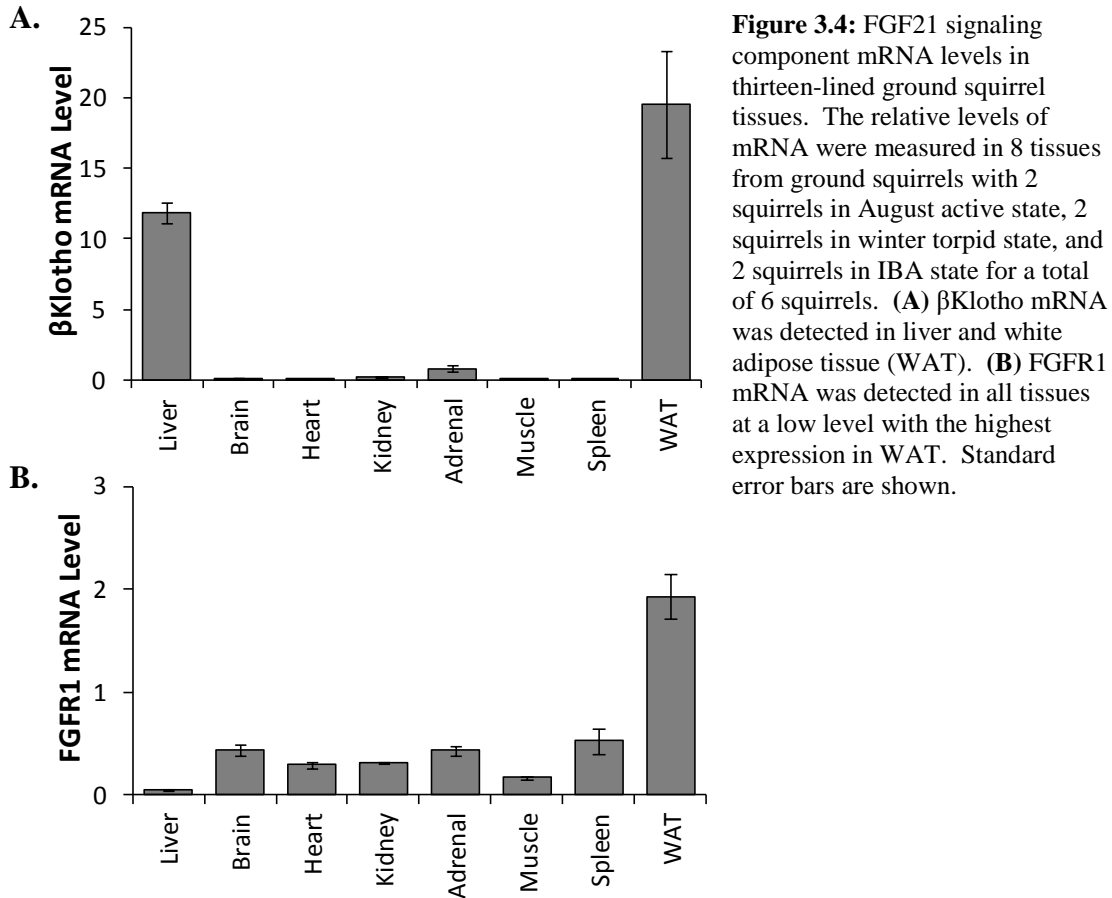 A.
βKlotho mRNA Level
25
20
15
10
5
0
Liver
Brain
Heart
Kidney
Adrenal
Muscle
Spleen
WAT
B.
FGFR1 mRNA Level
3
2
1
0
Liver
Brain
Heart
Kidney
Adrenal
Muscle
Spleen
WAT
Figure 3.4: FGF21 signaling
component mRNA levels in
thirteen-lined ground squirrel
tissues. The relative levels of
mRNA were measured in 8 tissues
from ground squirrels with 2
squirrels in August active state, 2
squirrels in winter torpid state, and
2 squirrels in IBA state for a total
of 6 squirrels. (A) βKlotho mRNA
was detected in liver and white
adipose tissue (WAT). (B) FGFR1
mRNA was detected in all tissues
at a low level with the highest
expression in WAT. Standard
error bars are shown.